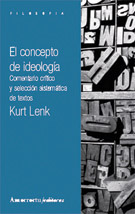 FILOSOFÍA
El concepto
de ideología
Comentario crítico
y selección sistemática
de textos
Kurt Lenk
Amorrortu/editores